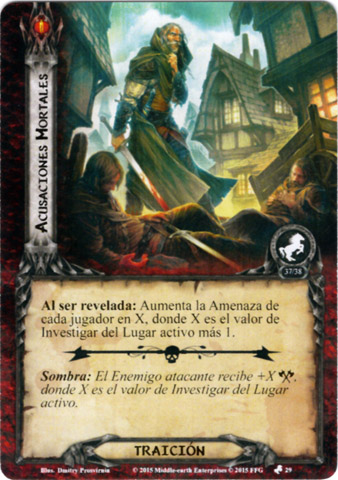 ACUSACIONES MORTALES
37/38
Al ser revelada: Aumenta la Amenaza de
cada jugador en X, donde X es el valor de
Investigar del Lugar activo más 1.
Sombra: El Enemigo atacante recibe +X ,
donde X es el valor de Investigar del Lugar
activo.
TRAICIÓN
Illus. Dmitry Prosvirnin © 2015 Middle-earth Enterprises © 2015 FFG 29